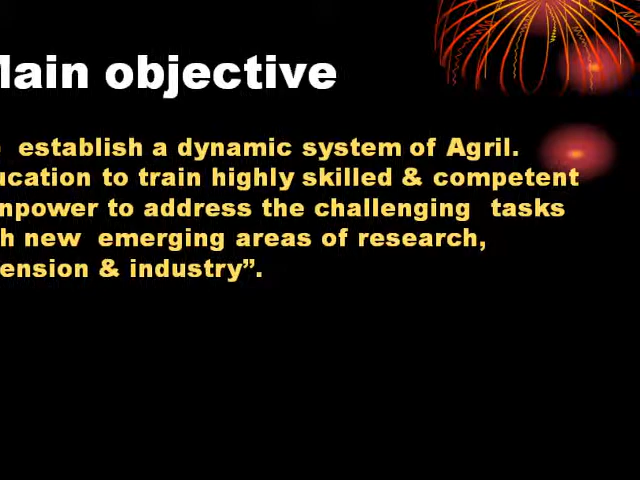 Main objective
establish a dynamic system of Agril.
ucation to train highly skilled & competent
npower to address the challenging tasks
h new emerging areas of research,
ension & industry”.